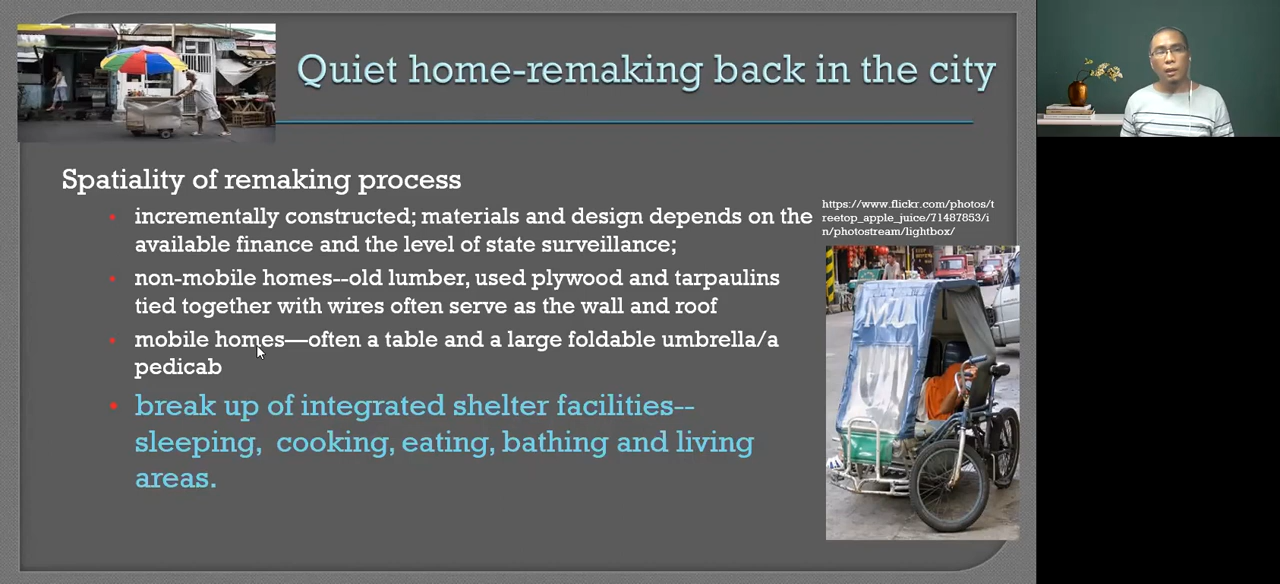 Quiet home-remaking back in the city
Spatiality of remaking process
incrementally constructed; materials and design depends on the
available finance and the level of state surveillance;
non-mobile homes--old lumber, used plywood and tarpaulins
tied together with wires often serve as the wall and roof
mobile homes—often a table and a large foldable umbrella/a
pedicab
break up of integrated shelter facilities--
sleeping,  cooking, eating, bathing and living
areas.
https://www.flickr.com/photos/t
reetop_apple_juice/71487853/i
n/photostream/lightbox/